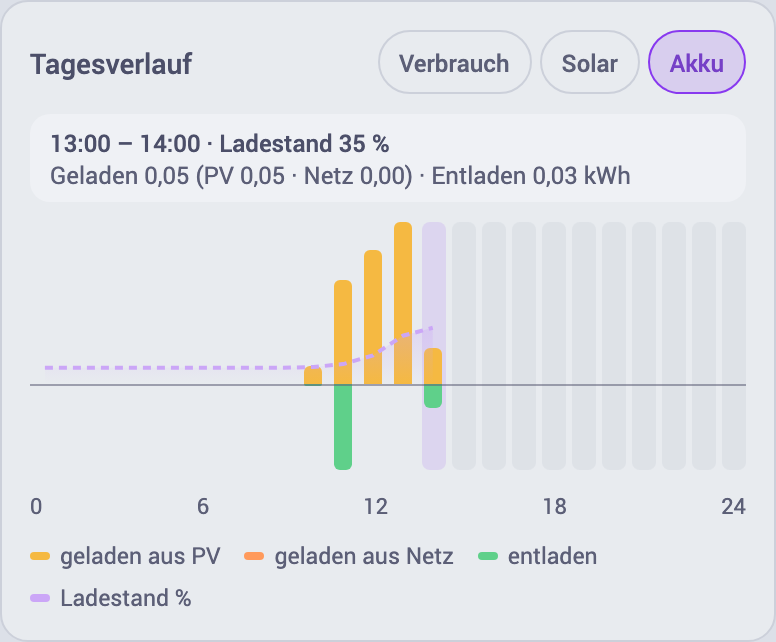 Tagesverlauf
Verbrauch
Solar
Akku
13:00 – 14:00 · Ladestand 35 %
Geladen 0,05 (PV 0,05 · Netz 0,00) · Entladen 0,03 kWh
0 6 12 18 24
geladen aus PV
geladen aus Netz
entladen
Ladestand %